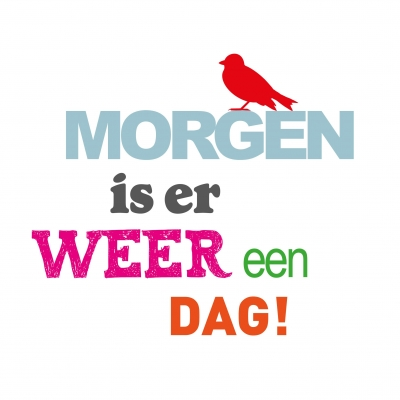 MORGEN
is er
WEER een
DAG!